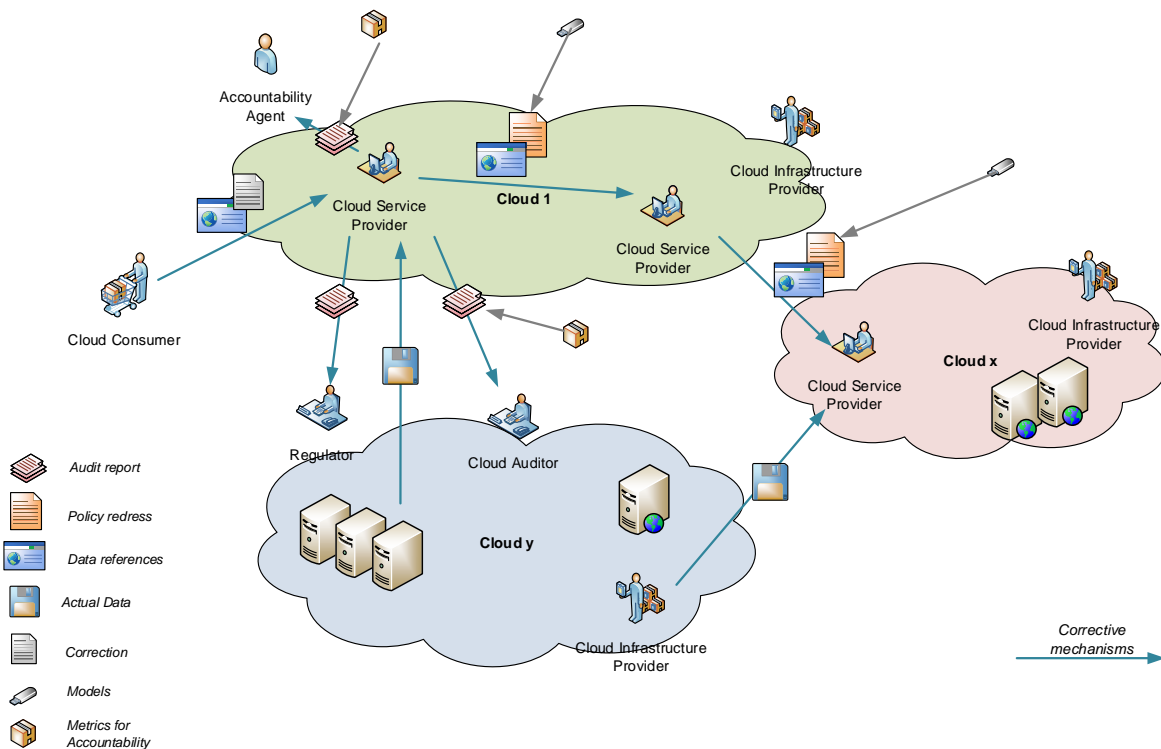 Accountability
Agent
Cloud Service
Provider
Cloud 1
Cloud Infrastructure
Provider
Cloud Service
Provider
Cloud Consumer
Cloud Infrastructure
Provider
Cloud x
Cloud Service
Provider
Regulator
Cloud Auditor
Cloud y
Cloud Infrastructure
Provider
Audit report
Policy redress
Data references
Actual Data
Correction
Models
Metrics for
Accountability
Corrective
mechanisms